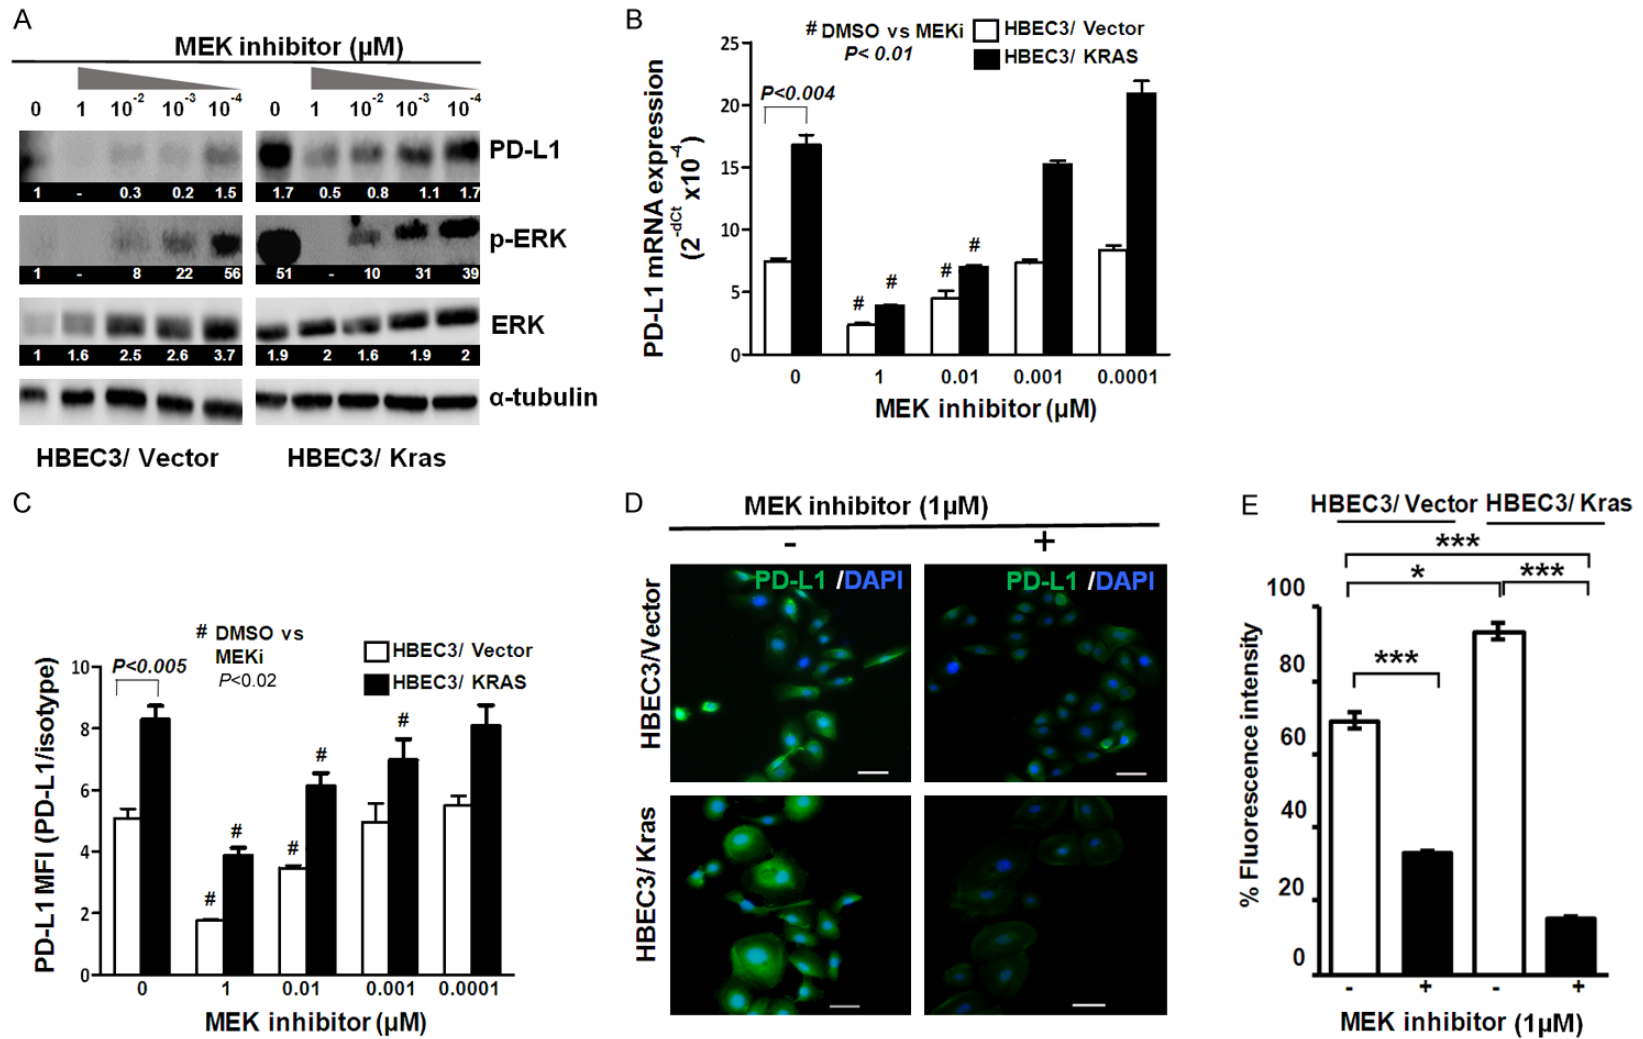 A
MEK inhibitor (µM)
0 1 10-2 10-3 10-4 0 1 10-2 10-3 10-4
PD-L1
1 - 0.3 0.2 1.5 1.7 0.5 0.8 1.1 1.7
p-ERK
1 - 8 22 56 51 - 10 31 39
ERK
1 1.6 2.5 2.6 3.7 1.9 2 1.6 1.9 2
α-tubulin
HBEC3/ Vector HBEC3/ Kras
B
# DMSO vs MEKi
P< 0.01
HBEC3/ Vector
HBEC3/ KRAS
P<0.004
PD-L1 mRNA expression
(2-dCt x10-4)
25
20
15
10
5
0
# # # #
0 1 0.01 0.001 0.0001
MEK inhibitor (µM)
C
# DMSO vs
MEKi
P<0.02
HBEC3/ Vector
HBEC3/ KRAS
P<0.005
PD-L1 MFI (PD-L1/isotype)
10
8
6
4
2
0
# # # # #
0 1 0.01 0.001 0.0001
MEK inhibitor (µM)
D
MEK inhibitor (1µM)
- +
PD-L1 /DAPI PD-L1 /DAPI
HBEC3/Vector
HBEC3/ Kras
E
HBEC3/ Vector HBEC3/ Kras
***
* ***
***
% Fluorescence intensity
100
80
60
40
20
0
- + - +
MEK inhibitor (1µM)